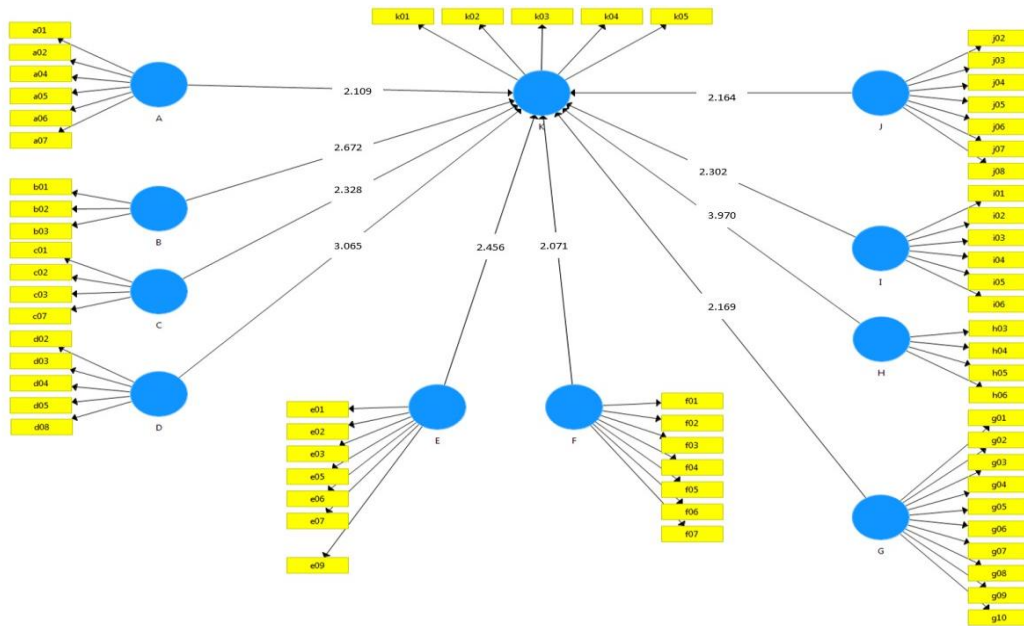 k01
k02
k03
k04
k05
a01
a02
a04
a05
a06
a07
A
2.109
K
2.164
J
j02
j03
j04
j05
j06
j07
j08
b01
b02
b03
B
2.672
c01
c02
c03
c07
C
2.328
d02
d03
d04
d05
d08
D
3.065
2.456
2.071
2.302
3.970
2.169
I
i01
i02
i03
i04
i05
i06
H
h03
h04
h05
h06
e01
e02
e03
e05
e06
e07
e09
E
F
f01
f02
f03
f04
f05
f06
f07
G
g01
g02
g03
g04
g05
g06
g07
g08
g09
g10